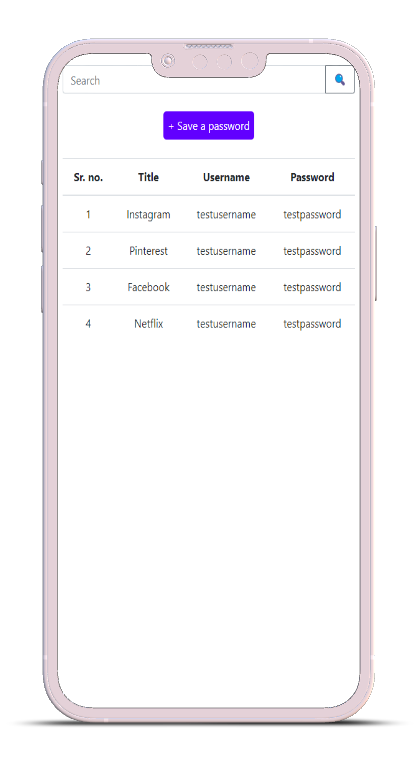 Search
+ Save a password
Sr. no. Title Username Password
1 Instagram testusername testpassword
2 Pinterest testusername testpassword
3 Facebook testusername testpassword
4 Netflix testusername testpassword